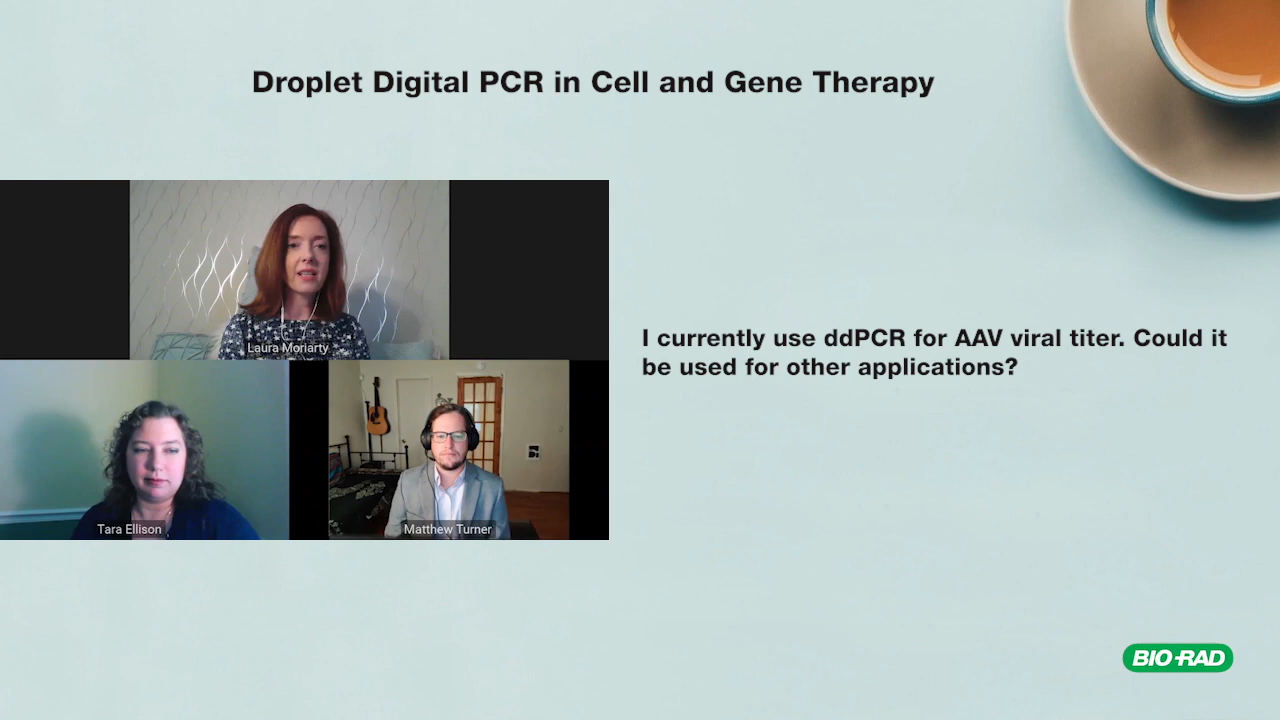 Droplet Digital PCR in Cell and Gene Therapy
Laura Moriarty
Tara Ellison
Matthew Turner
I currently use ddPCR for AAV viral titer. Could it
be used for other applications?
BIO-RAD